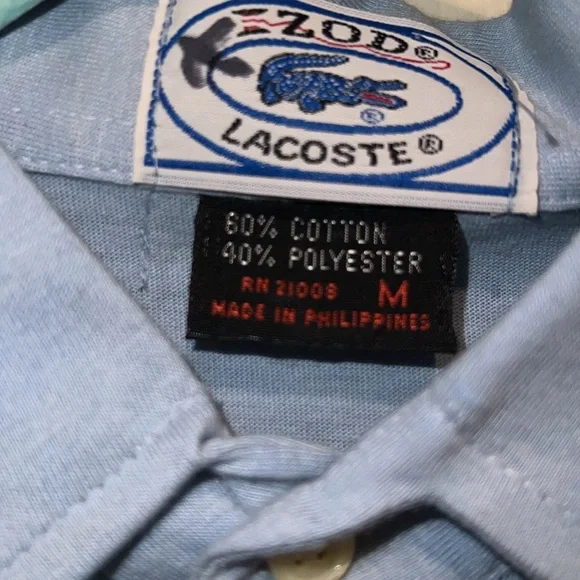 IZOD®
®
LACOSTE®
60% COTTON
40% POLYESTER
RN 21008 M
MADE IN PHILIPPINES